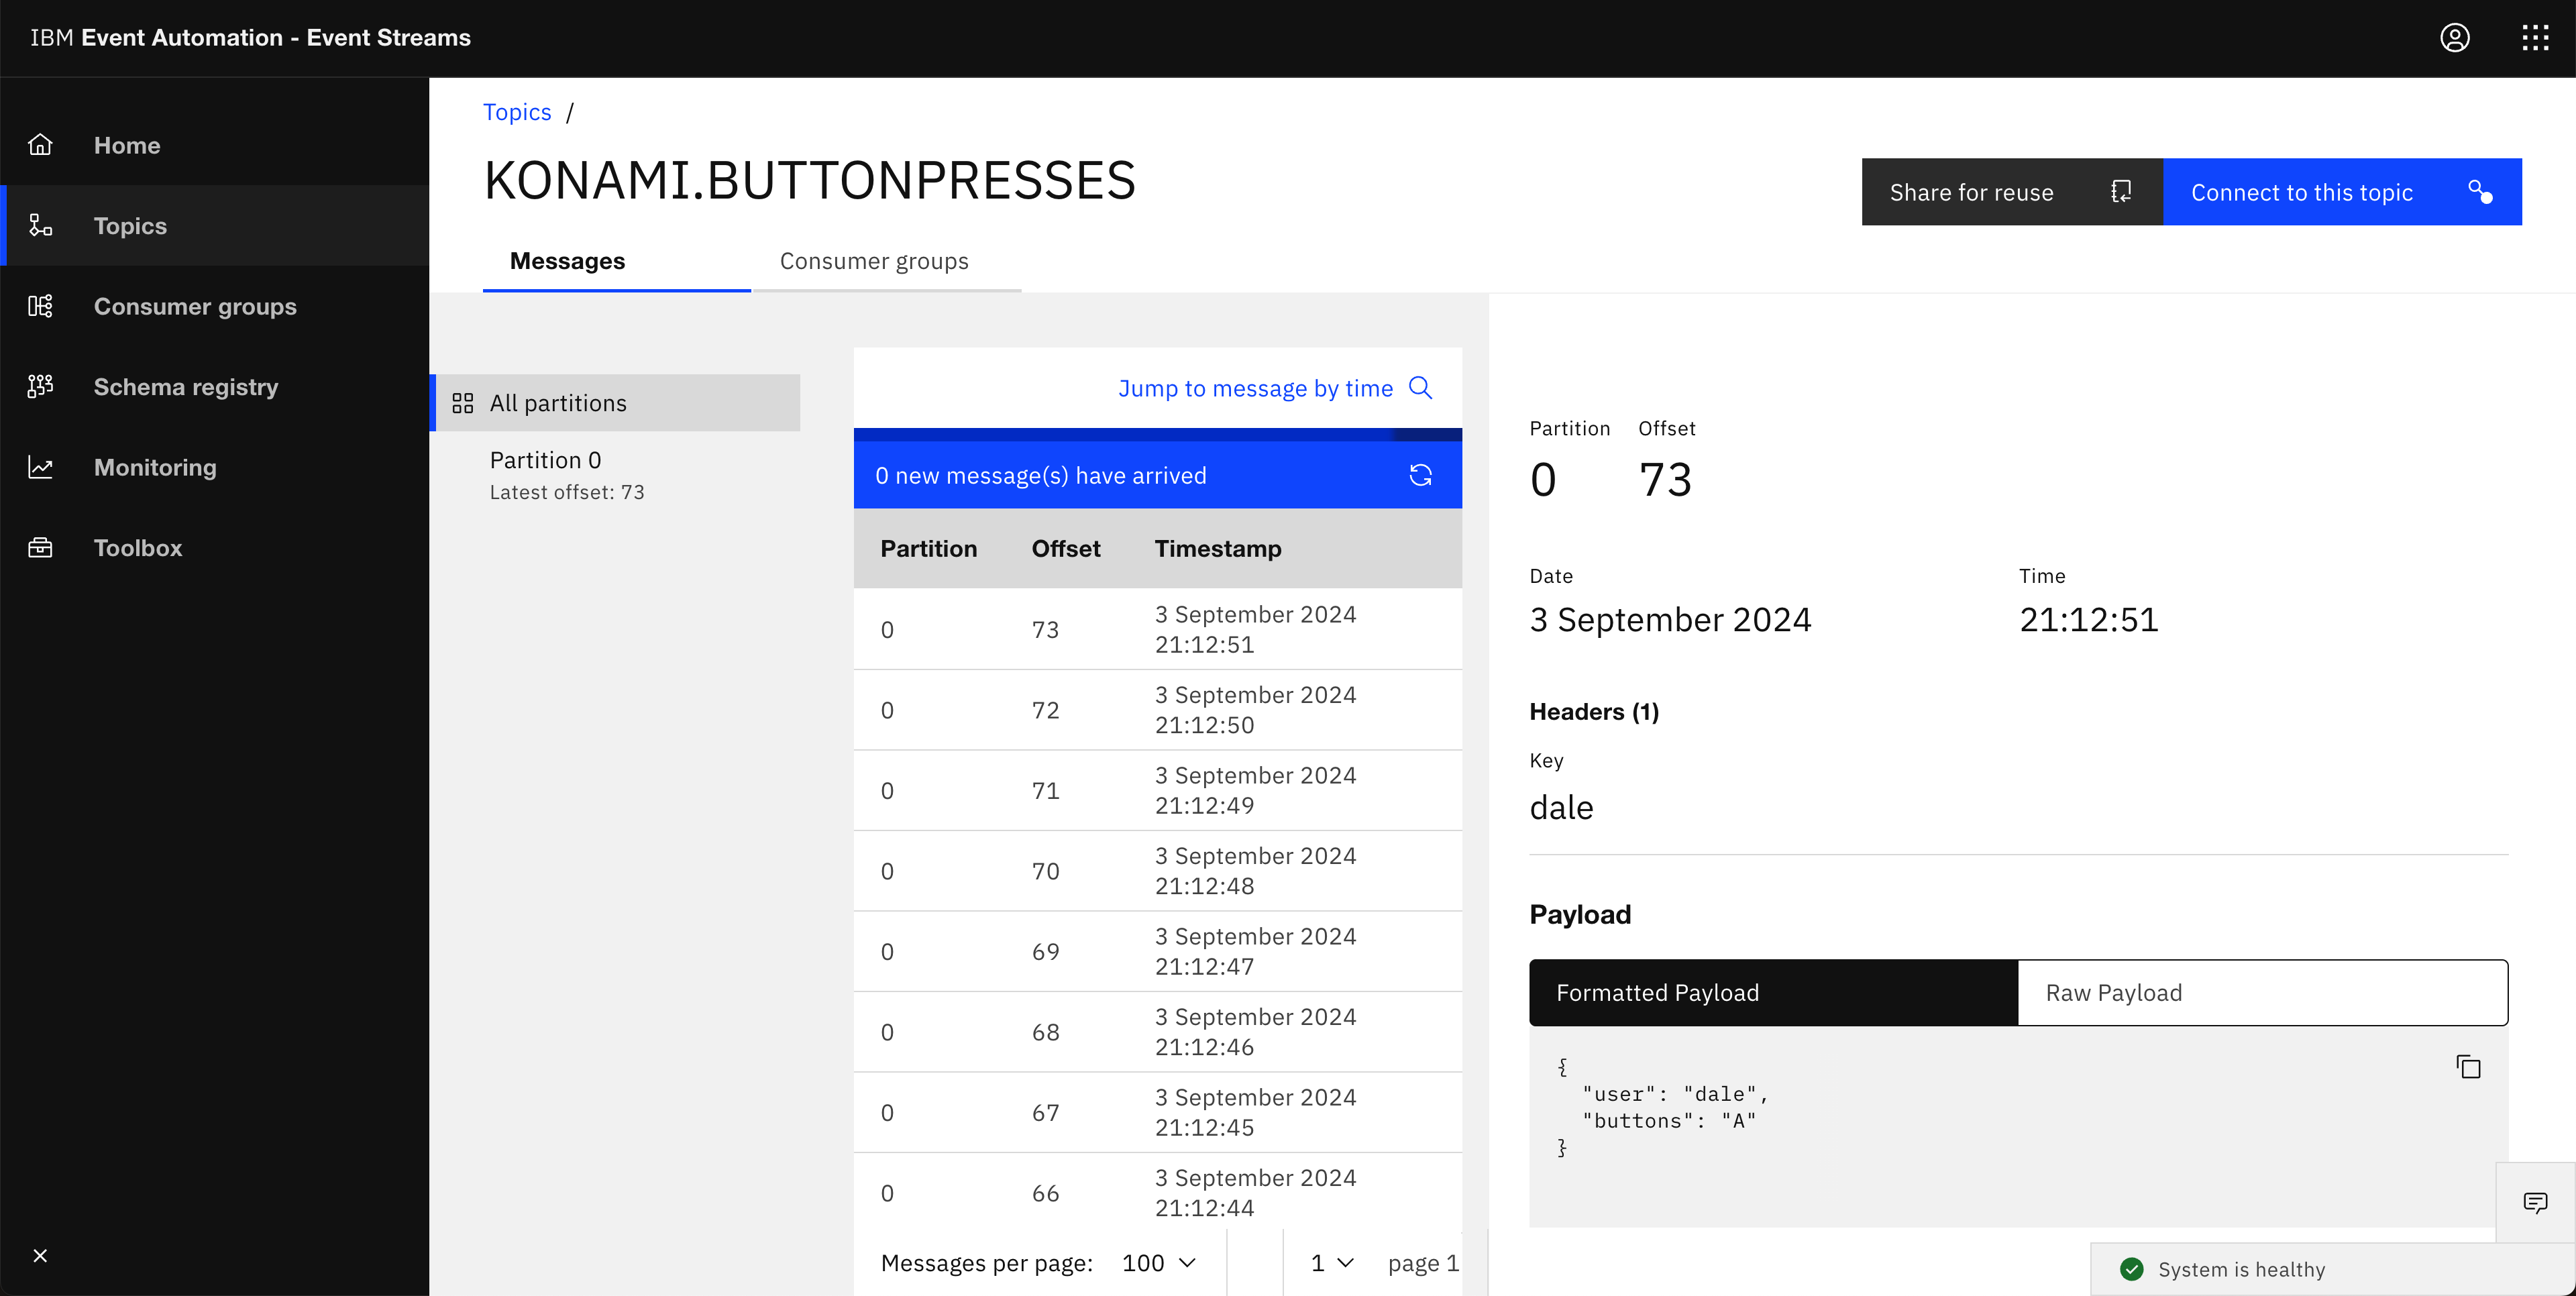 IBM Event Automation - Event Streams
Home
Topics
Consumer groups
Schema registry
Monitoring
Toolbox
Topics /
KONAMI.BUTTONPRESSES
Share for reuse
Connect to this topic
Messages
Consumer groups
All partitions
Partition 0
Latest offset: 73
Jump to message by time
0 new message(s) have arrived
Partition Offset Timestamp
0 73 3 September 2024
21:12:51
0 72 3 September 2024
21:12:50
0 71 3 September 2024
21:12:49
0 70 3 September 2024
21:12:48
0 69 3 September 2024
21:12:47
0 68 3 September 2024
21:12:46
0 67 3 September 2024
21:12:45
0 66 3 September 2024
21:12:44
Messages per page: 100 1 page 1
Partition Offset
0 73
Date Time
3 September 2024 21:12:51
Headers (1)
Key
dale
Payload
Formatted Payload Raw Payload
{
"user": "dale",
"buttons": "A"
}
System is healthy